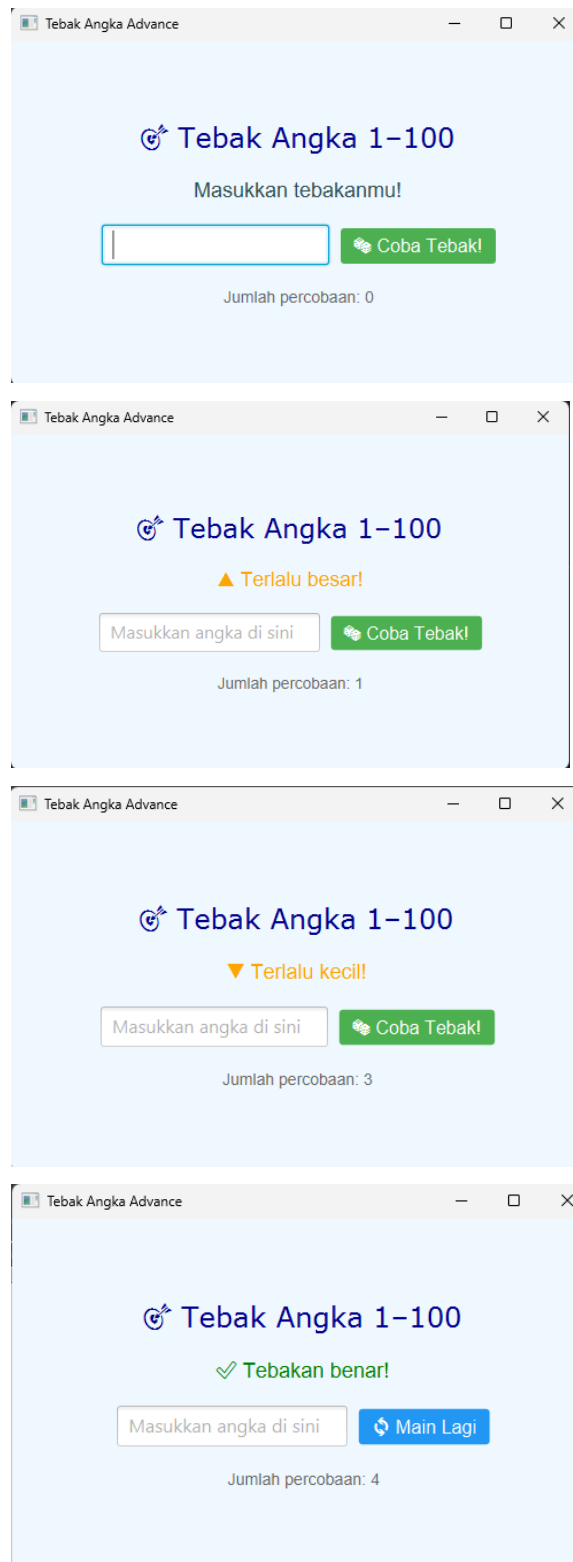 Tebak Angka Advance
🎯 Tebak Angka 1–100
Masukkan tebakanmu!
🎲 Coba Tebak!
Jumlah percobaan: 0
Tebak Angka Advance
🎯 Tebak Angka 1–100
▲ Terlalu besar!
Masukkan angka di sini 🎲 Coba Tebak!
Jumlah percobaan: 1
Tebak Angka Advance
🎯 Tebak Angka 1–100
▼ Terlalu kecil!
Masukkan angka di sini 🎲 Coba Tebak!
Jumlah percobaan: 3
Tebak Angka Advance
🎯 Tebak Angka 1–100
✅ Tebakan benar!
Masukkan angka di sini 🔄 Main Lagi
Jumlah percobaan: 4